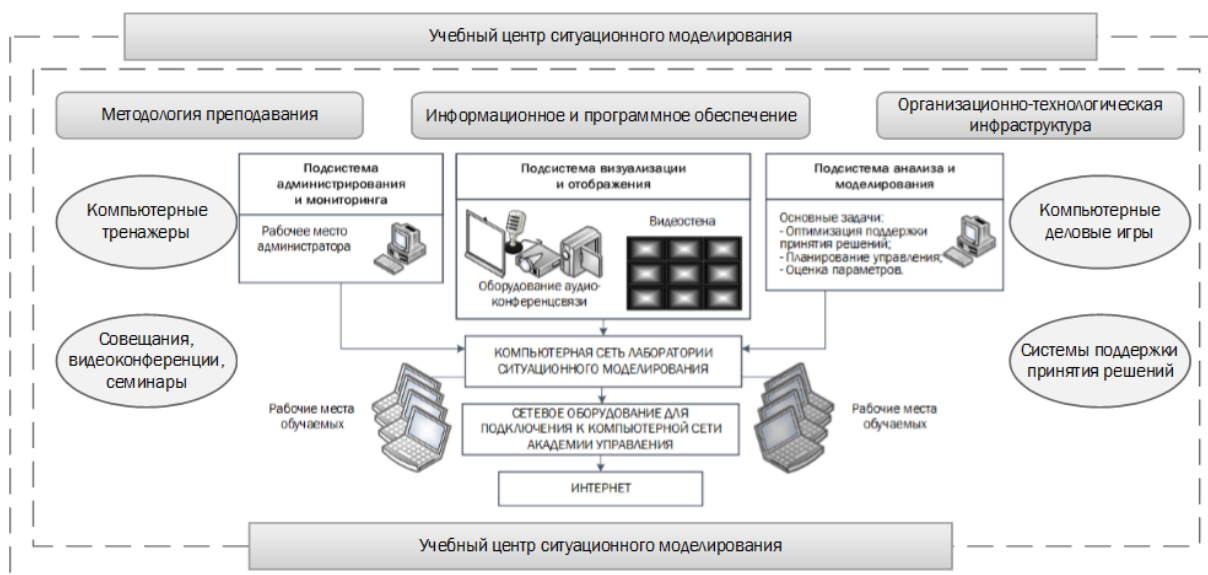 Учебный центр ситуационного моделирования
Методология преподавания
Информационное и программное обеспечение
Организационно-технологическая
инфраструктура
Подсистема
администрирования
и мониторинга
Рабочее место
администратора
Подсистема визуализации
и отображения
Видеостена
Оборудование аудио-
конференцсвязи
Подсистема анализа и
моделирования
Основные задачи:
- Оптимизация поддержки
принятия решений;
- Планирование управления;
- Оценка параметров.
Компьютерные
тренажеры
Компьютерные
деловые игры
Совещания,
видеоконференции,
семинары
Системы поддержки
принятия решений
КОМПЬЮТЕРНАЯ СЕТЬ ЛАБОРАТОРИИ
СИТУАЦИОННОГО МОДЕЛИРОВАНИЯ
Рабочие места
обучаемых
СЕТЕВОЕ ОБОРУДОВАНИЕ ДЛЯ
ПОДКЛЮЧЕНИЯ К КОМПЬЮТЕРНОЙ СЕТИ
АКАДЕМИИ УПРАВЛЕНИЯ
Рабочие места
обучаемых
ИНТЕРНЕТ
Учебный центр ситуационного моделирования